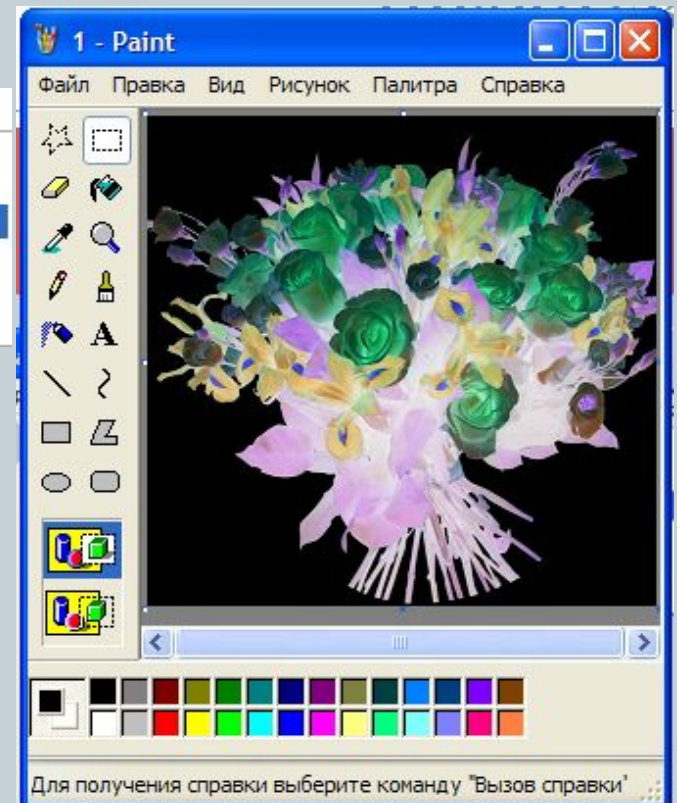 1 - Paint
Файл Правка Вид Рисунок Палитра Справка
A
Для получения справки выберите команду "Вызов справки"